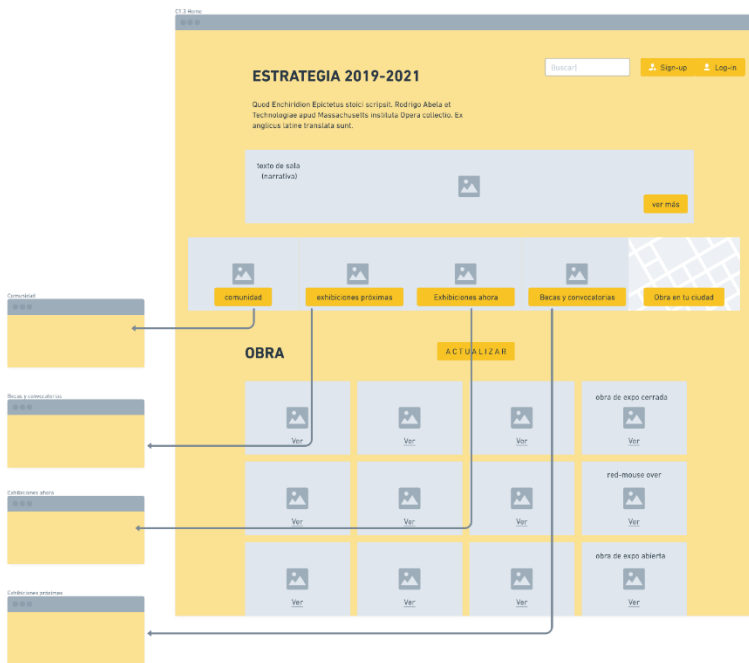 C1.3 Home
ESTRATEGIA 2019-2021
Buscar|
Sign-up
Log-in
Quod Enchiridion Epictetus stoici scripsit. Rodrigo Abela et
Technologiae apud Massachusetts instituta Opera collectio. Ex
anglicus latine translata sunt.
texto de sala
(narrativa)
ver más
comunidad
exhibiciones próximas
Exhibiciones ahora
Becas y convocatorias
Obra en tu ciudad
Comunidad
OBRA
ACTUALIZAR
Becas y convocatorias
Ver
Ver
Ver
obra de expo cerrada
Ver
Exhibiciones ahora
Ver
Ver
Ver
red-mouse over
Ver
Exhibiciones próximas
Ver
Ver
Ver
obra de expo abierta
Ver